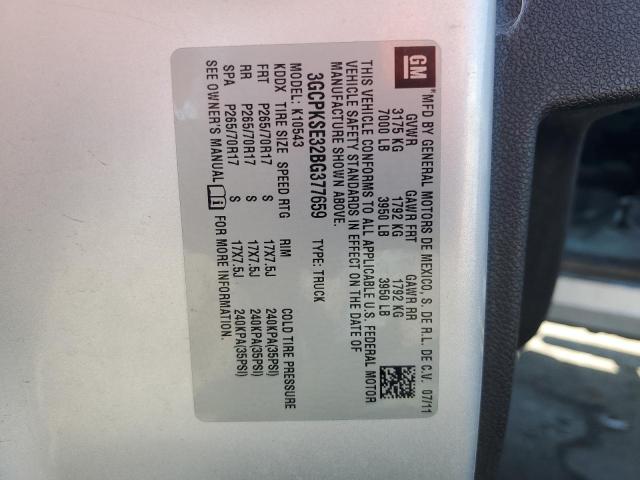 GM
*MFD BY GENERAL MOTORS DE MEXICO, S. DE R.L. DE C.V. 07/11
GVWR GAWR FRT GAWR RR
3175 KG 1792 KG 1792 KG
7000 LB 3950 LB 3950 LB
THIS VEHICLE CONFORMS TO ALL APPLICABLE U.S. FEDERAL MOTOR
VEHICLE SAFETY STANDARDS IN EFFECT ON THE DATE OF
MANUFACTURE SHOWN ABOVE.
3GCPKSE32BG377659 TYPE: TRUCK
MODEL: K10543
KDDX TIRE SIZE SPEED RTG RIM COLD TIRE PRESSURE
FRT P265/70R17 S 17X7.5J 240KPA(35PSI)
RR P265/70R17 S 17X7.5J 240KPA(35PSI)
SPA P265/70R17 S 17X7.5J 240KPA(35PSI)
SEE OWNER'S MANUAL FOR MORE INFORMATION.